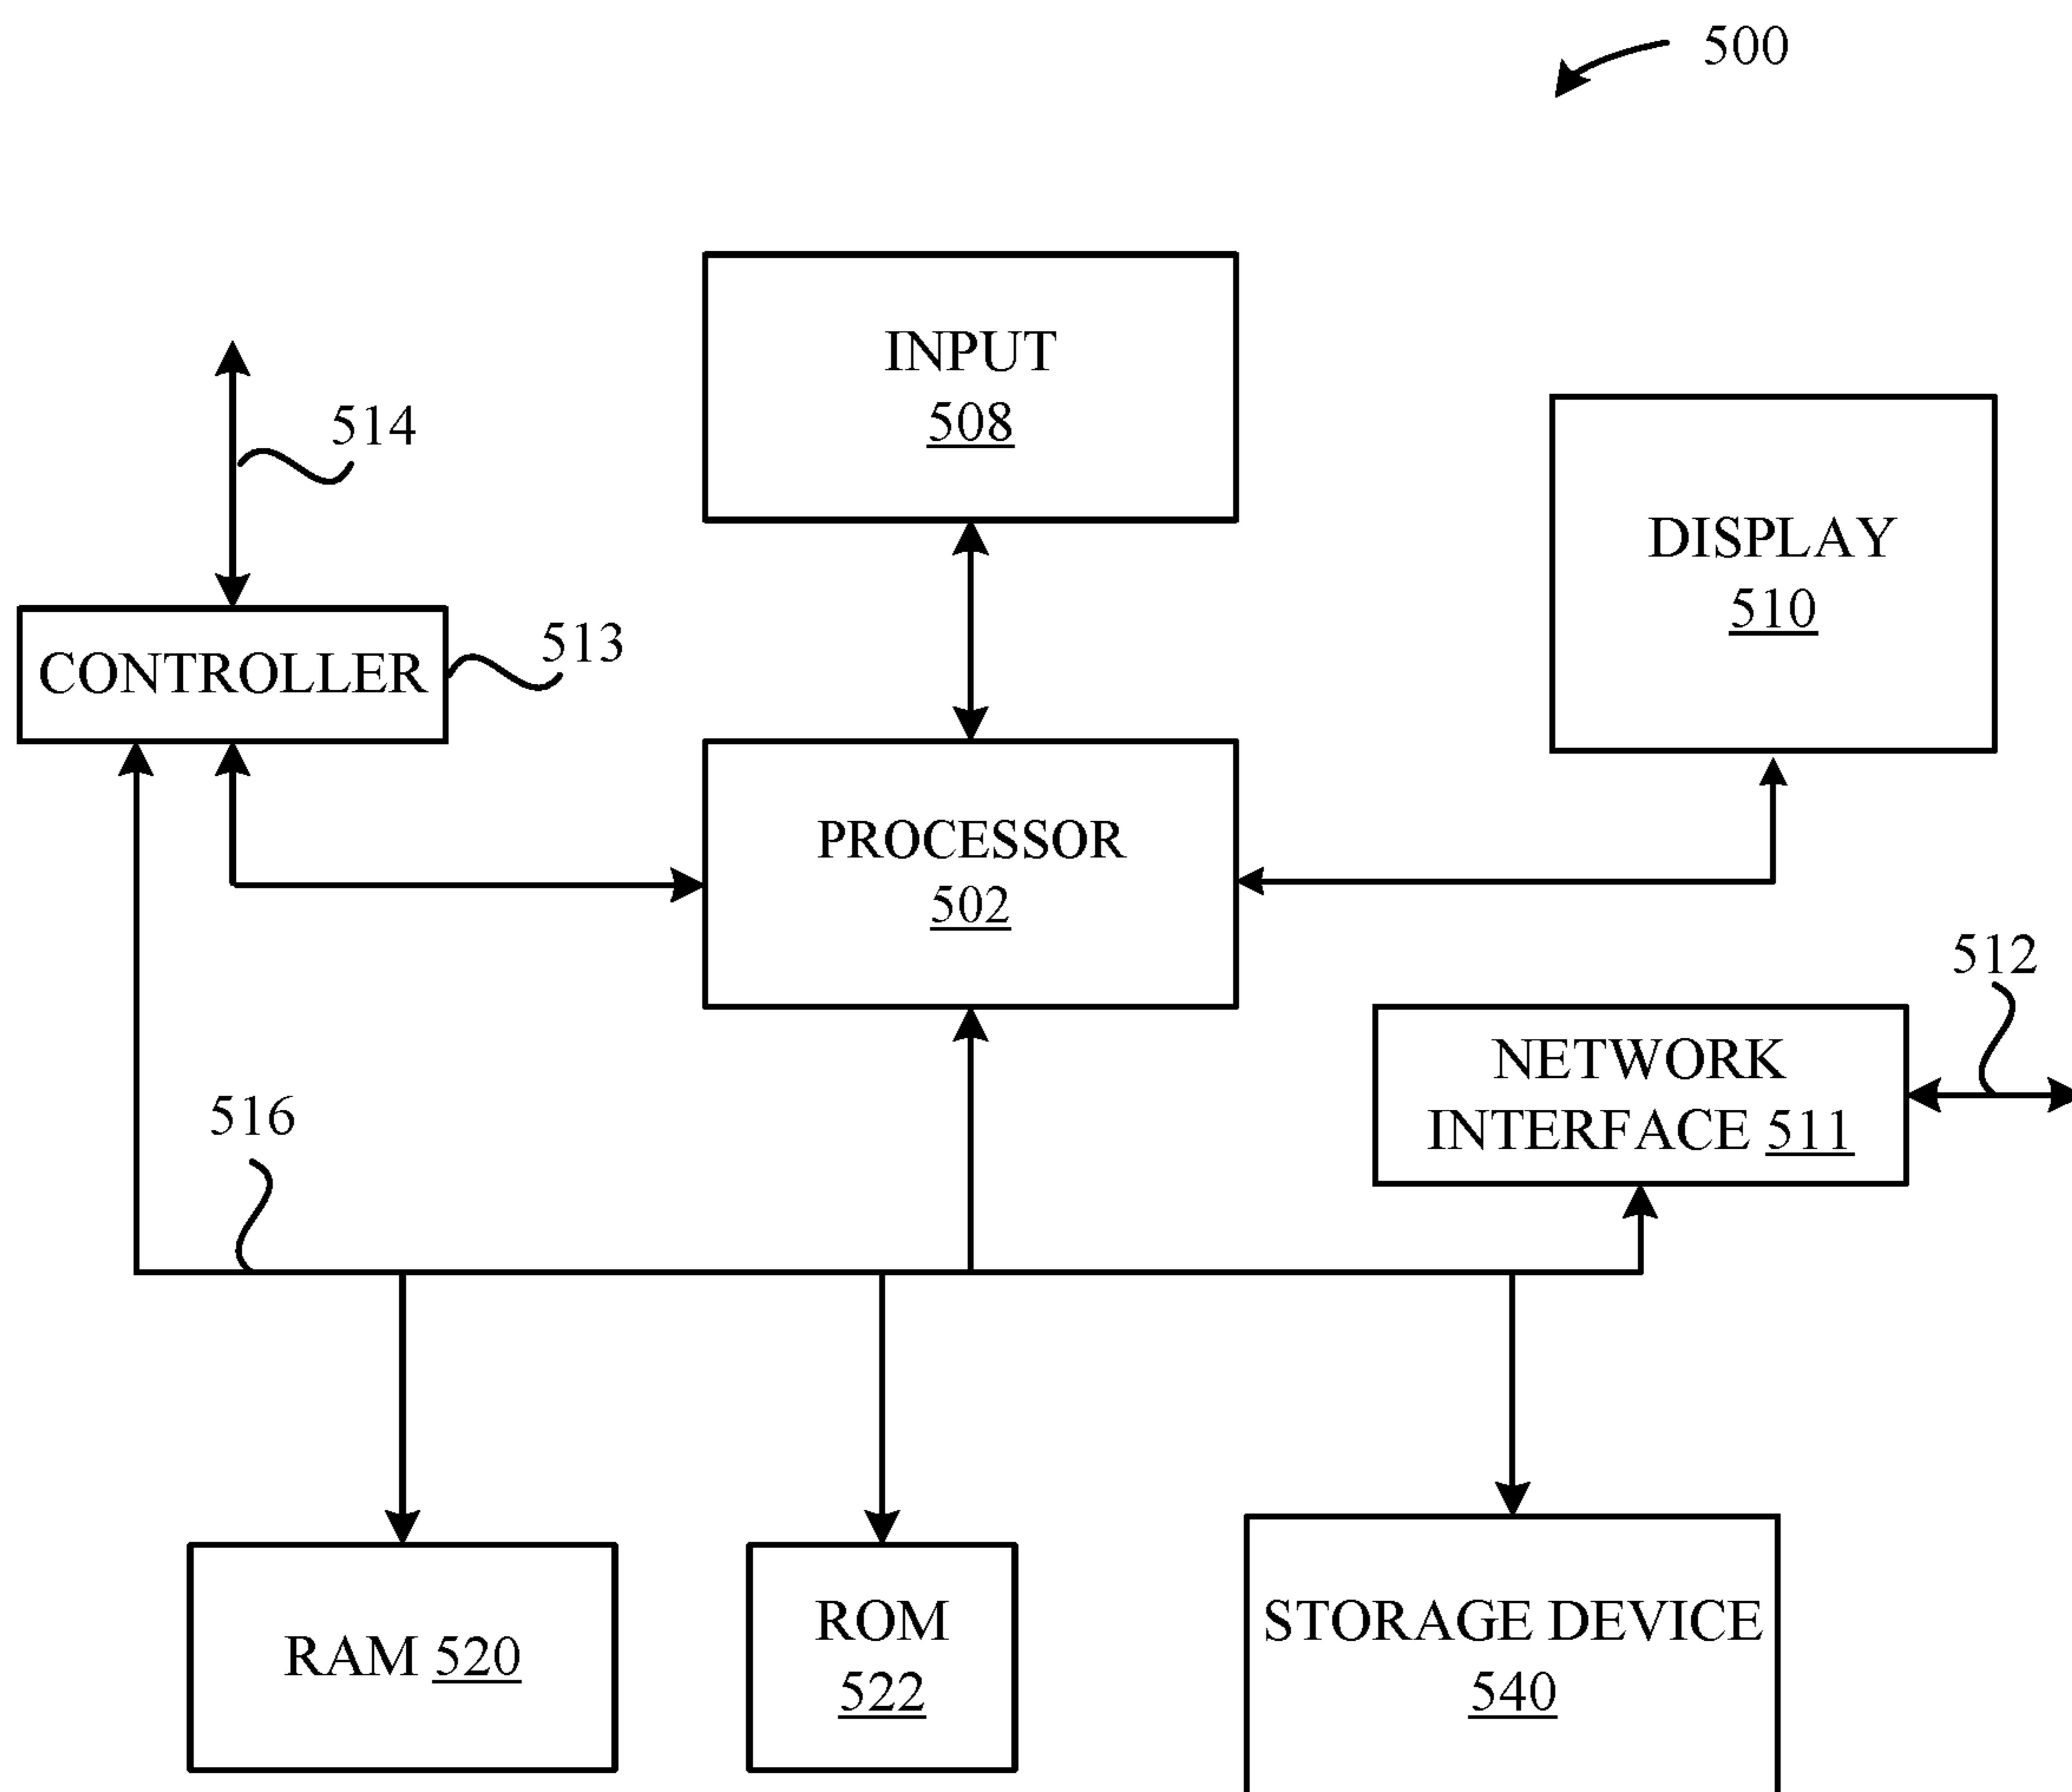 500
INPUT
508
514
DISPLAY
510
513
CONTROLLER
PROCESSOR
502
512
NETWORK
INTERFACE 511
516
RAM 520
ROM
522
STORAGE DEVICE
540